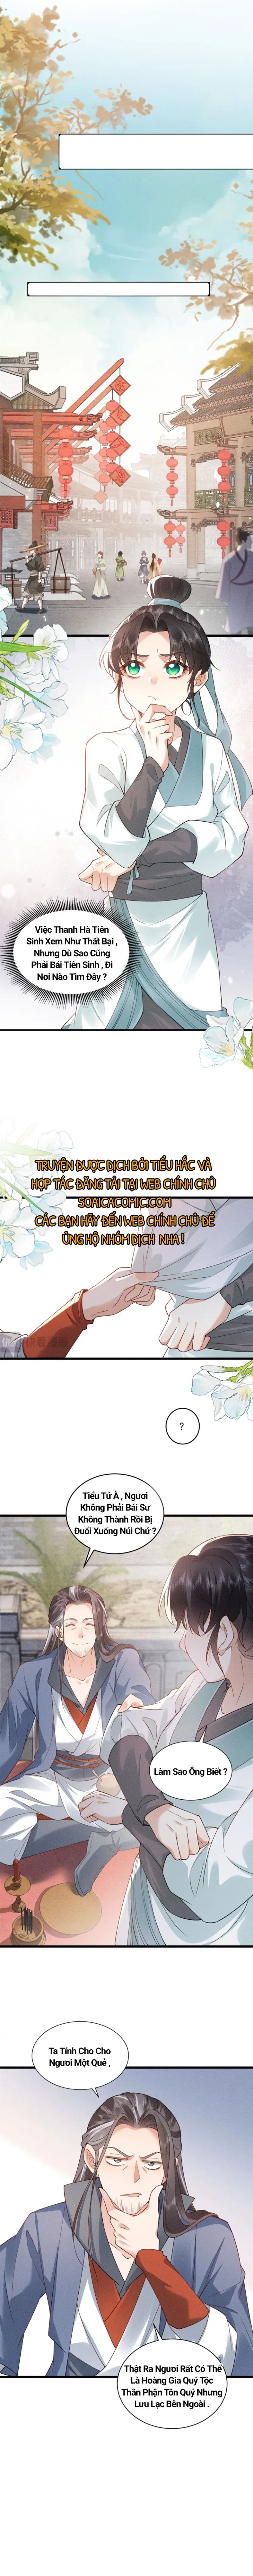 Việc Thanh Hà Tiên
Sinh Xem Như Thất Bại ,
Nhưng Dù Sao Cũng
Phải Bái Tiên Sinh , Đi
Nơi Nào Tìm Đây ?
TRUYỆN ĐƯỢC DỊCH BỞI TIỂU HẮC VÀ
HỢP TÁC ĐĂNG TẢI TẠI WEB CHÍNH CHỦ
SOAICACOMIC.COM
CÁC BẠN HÃY ĐẾN WEB CHÍNH CHỦ ĐỂ
ỦNG HỘ NHÓM DỊCH NHA !
?
Tiểu Tử À , Ngươi
Không Phải Bái Sư
Không Thành Rồi Bị
Đuổi Xuống Núi Chứ ?
Làm Sao Ông Biết ?
Ta Tính Cho Cho
Ngươi Một Quẻ ,
Thật Ra Ngươi Rất Có Thể
Là Hoàng Gia Quý Tộc
Thân Phận Tôn Quý Nhưng
Lưu Lạc Bên Ngoài .